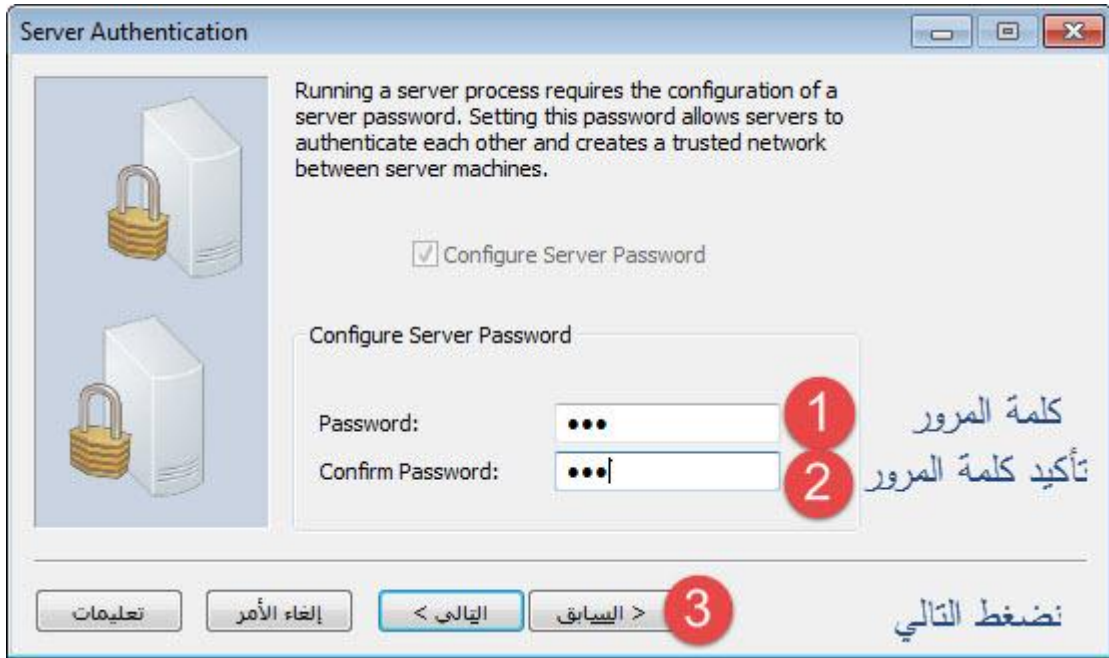 Server Authentication
Running a server process requires the configuration of a
server password. Setting this password allows servers to
authenticate each other and creates a trusted network
between server machines.
Configure Server Password
Configure Server Password
Password: ●●● 1 كلمة المرور
Confirm Password: ●●● 2 تأكيد كلمة المرور
تعليمات إلغاء الأمر التالي > < السابق 3 نضغط التالي